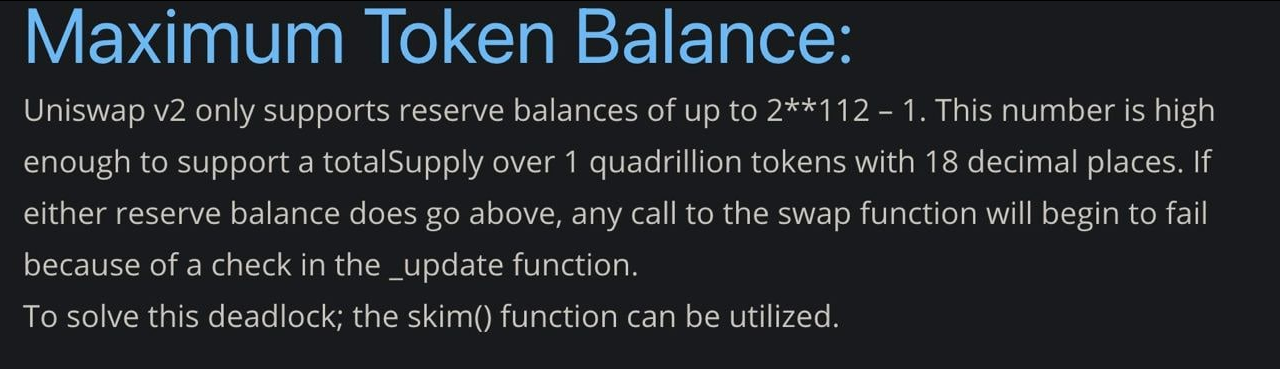 Maximum Token Balance:
Uniswap v2 only supports reserve balances of up to 2**112 – 1. This number is high
enough to support a totalSupply over 1 quadrillion tokens with 18 decimal places. If
either reserve balance does go above, any call to the swap function will begin to fail
because of a check in the _update function.
To solve this deadlock; the skim() function can be utilized.